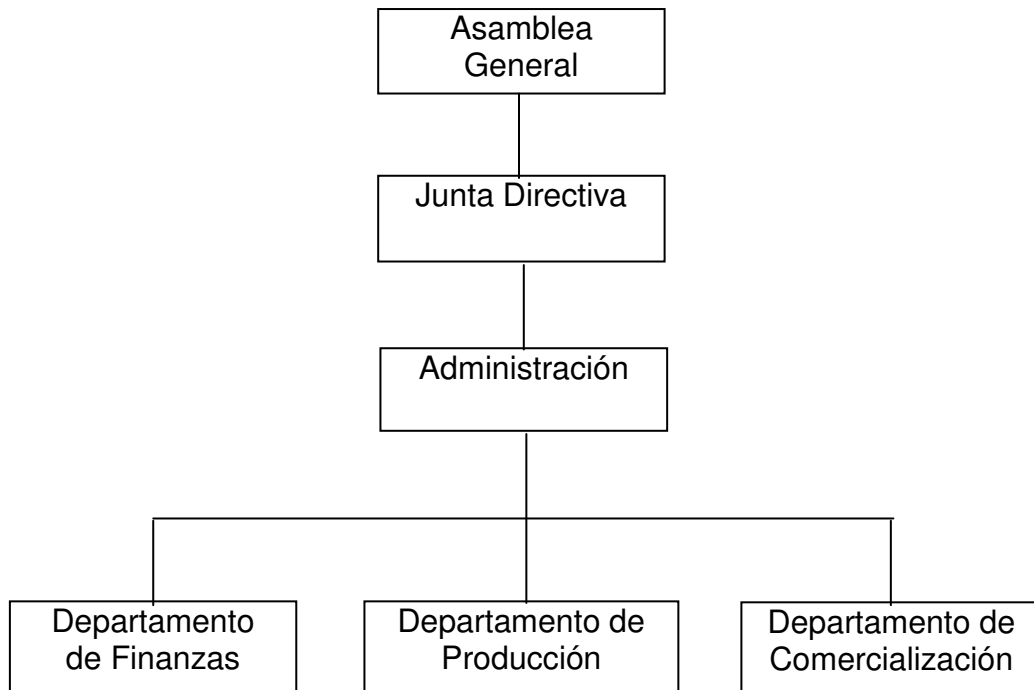 Asamblea
General
Junta Directiva
Administración
Departamento
de Finanzas
Departamento de
Producción
Departamento de
Comercialización